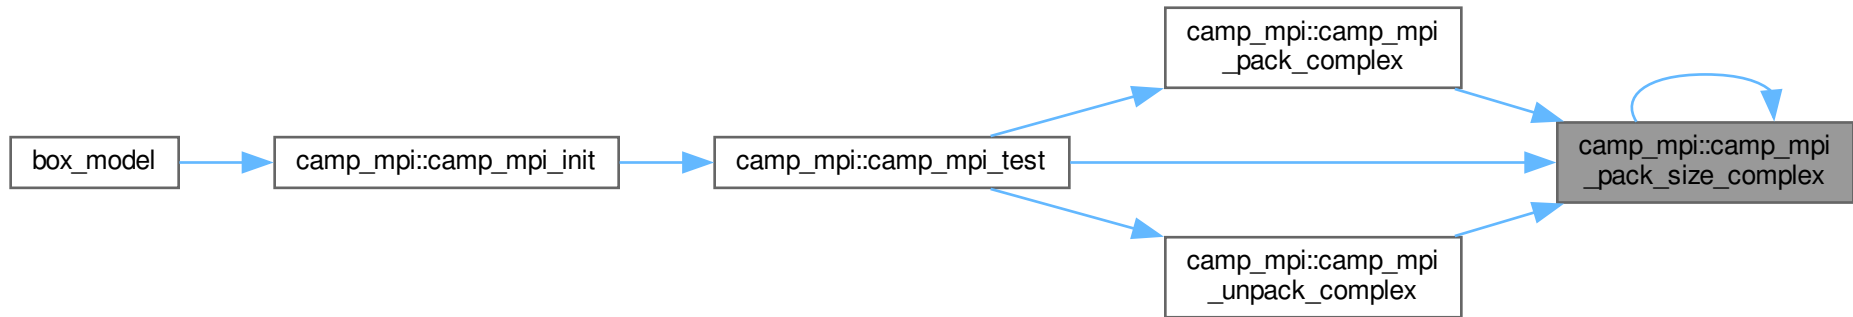 box_model
camp_mpi::camp_mpi_init
camp_mpi::camp_mpi_test
camp_mpi::camp_mpi
_pack_complex
camp_mpi::camp_mpi
_unpack_complex
camp_mpi::camp_mpi
_pack_size_complex